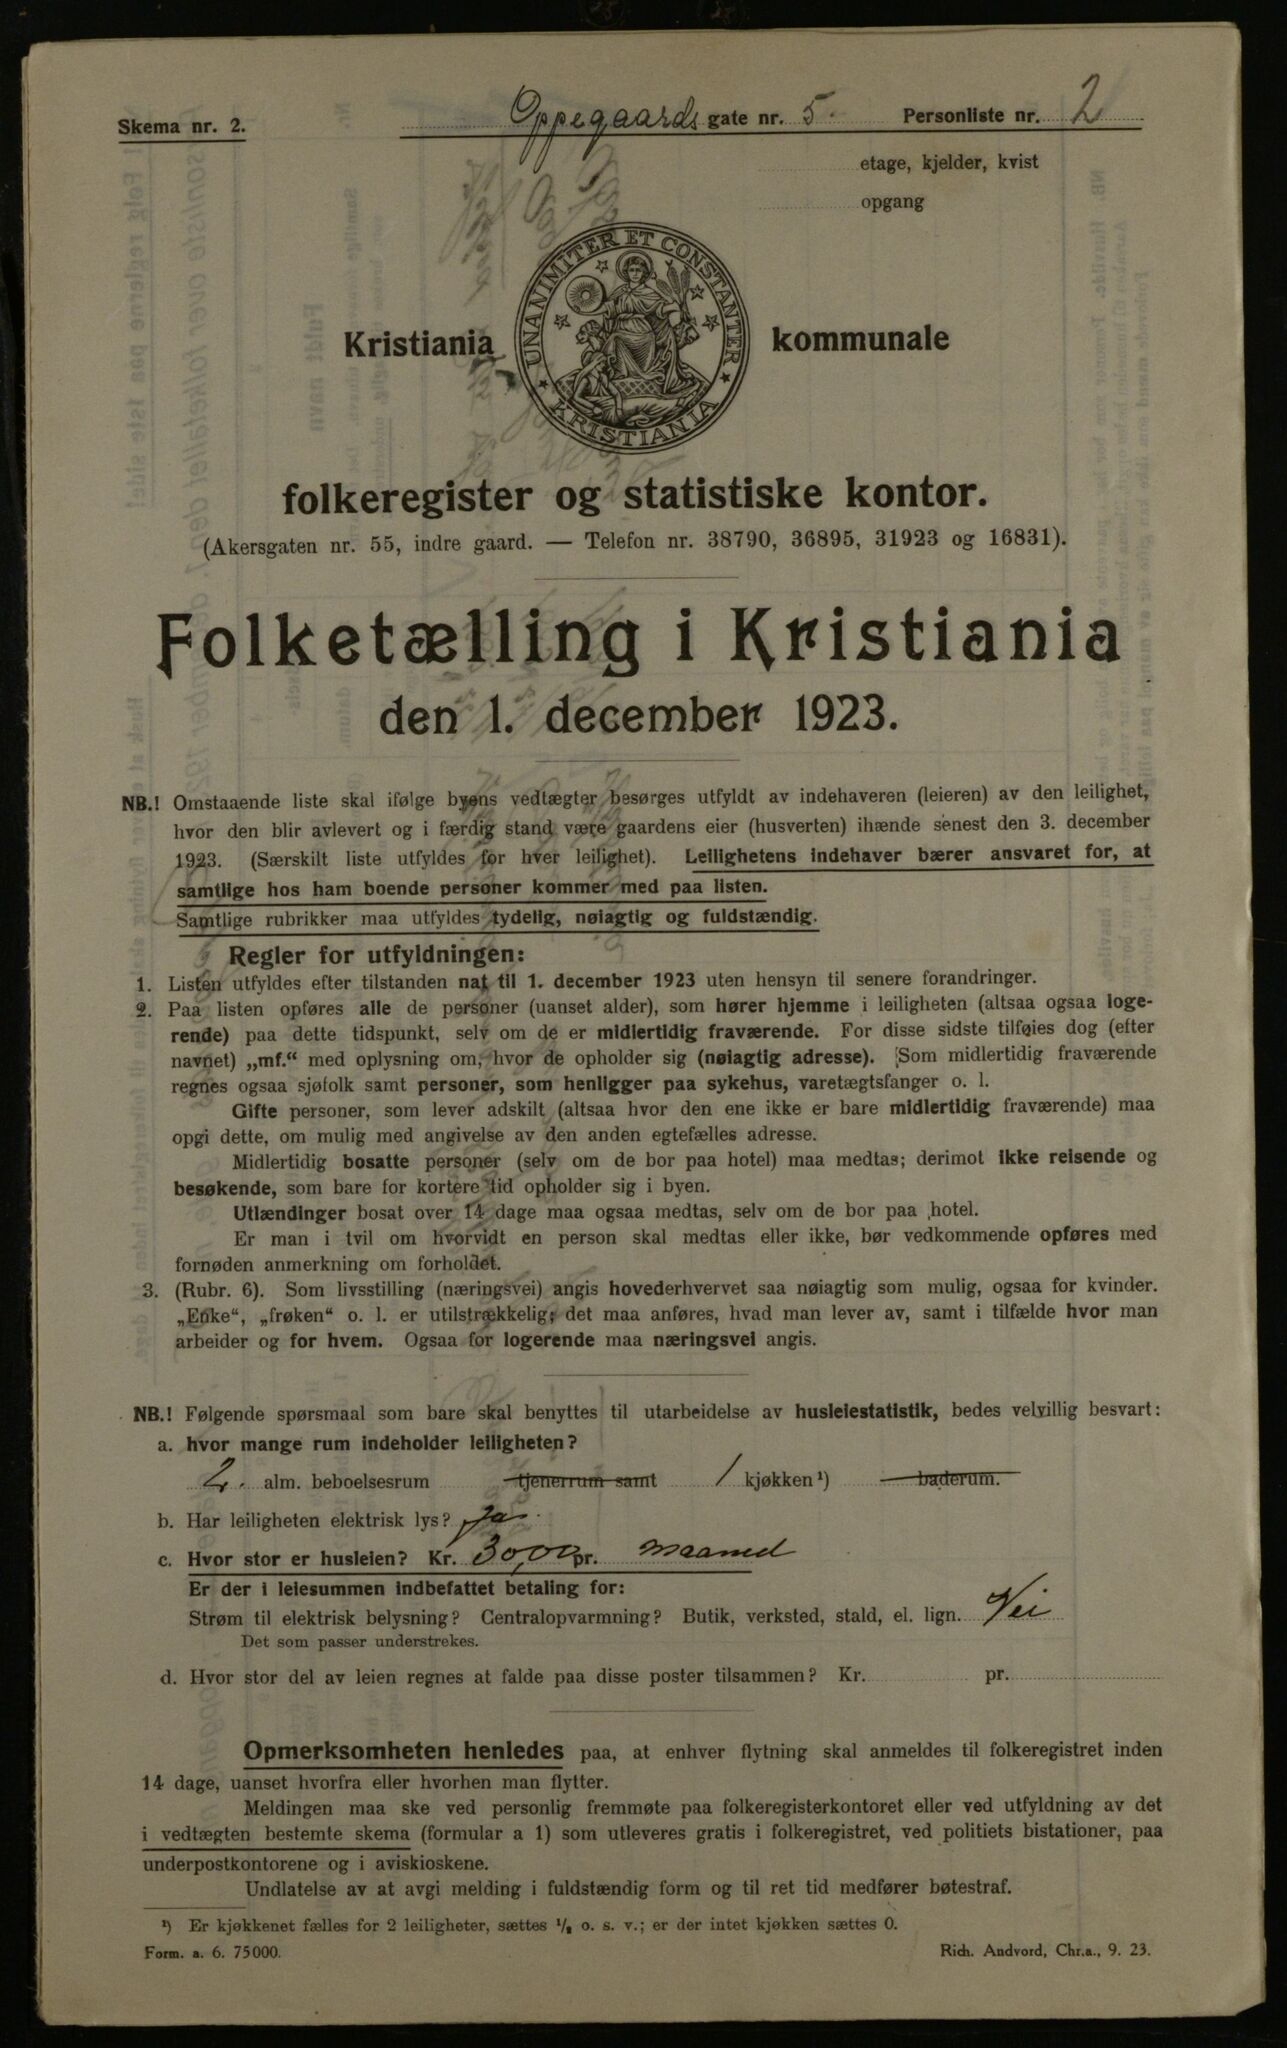 Skema nr. 2. Oppegaards gate nr. 5. Personliste nr. 2
etage, kjelder, kvist
opgang
UNANIMITER ET CONSTANTER
KRISTIANIA
Kristiania kommunale
folkeregister og statistiske kontor.
(Akersgaten nr. 55, indre gaard. — Telefon nr. 38790, 36895, 31923 og 16831).
Folketælling i Kristiania
den 1. december 1923.
NB.! Omstaaende liste skal ifølge byens vedtægter besørges utfyldt av indehaveren (leieren) av den leilighet,
hvor den blir avlevert og i færdig stand være gaardens eier (husverten) ihænde senest den 3. december
1923. (Særskilt liste utfyldes for hver leilighet). Leilighetens indehaver bærer ansvaret for, at
samtlige hos ham boende personer kommer med paa listen.
Samtlige rubrikker maa utfyldes tydelig, nøiagtig og fuldstændig.
Regler for utfyldningen:
1. Listen utfyldes efter tilstanden nat til 1. december 1923 uten hensyn til senere forandringer.
2. Paa listen opføres alle de personer (uanset alder), som hører hjemme i leiligheten (altsaa ogsaa loge-
rende) paa dette tidspunkt, selv om de er midlertidig fraværende. For disse sidste tilføies dog (efter
navnet) „mf.“ med oplysning om, hvor de opholder sig (nøiagtig adresse). Som midlertidig fraværende
regnes ogsaa sjøfolk samt personer, som henligger paa sykehus, varetægtsfanger o. l.
Gifte personer, som lever adskilt (altsaa hvor den ene ikke er bare midlertidig fraværende) maa
opgi dette, om mulig med angivelse av den anden egtefælles adresse.
Midlertidig bosatte personer (selv om de bor paa hotel) maa medtas; derimot ikke reisende og
besøkende, som bare for kortere tid opholder sig i byen.
Utlændinger bosat over 14 dage maa ogsaa medtas, selv om de bor paa hotel.
Er man i tvil om hvorvidt en person skal medtas eller ikke, bør vedkommende opføres med
fornøden anmerkning om forholdet.
3. (Rubr. 6). Som livsstilling (næringsvei) angis hovederhvervet saa nøiagtig som mulig, ogsaa for kvinder.
„Enke“, „frøken“ o. l. er utilstrækkelig; det maa anføres, hvad man lever av, samt i tilfælde hvor man
arbeider og for hvem. Ogsaa for logerende maa næringsvei angis.
NB.! Følgende spørsmaal som bare skal benyttes til utarbeidelse av husleiestatistik, bedes velvillig besvart:
a. hvor mange rum indeholder leiligheten?
2. alm. beboelsesrum tjenerrum samt 1 kjøkken ¹) baderum.
b. Har leiligheten elektrisk lys? Ja.
c. Hvor stor er husleien? Kr. 30,00 pr. maaned
Er der i leiesummen indbefattet betaling for:
Strøm til elektrisk belysning? Centralopvarmning? Butik, verksted, stald, el. lign. Nei
Det som passer understrekes.
d. Hvor stor del av leien regnes at falde paa disse poster tilsammen? Kr. pr.
Opmerksomheten henledes paa, at enhver flytning skal anmeldes til folkeregistret inden
14 dage, uanset hvorfra eller hvorhen man flytter.
Meldingen maa ske ved personlig fremmøte paa folkeregisterkontoret eller ved utfyldning av det
i vedtægten bestemte skema (formular a 1) som utleveres gratis i folkeregistret, ved politiets bistationer, paa
underpostkontorene og i aviskioskene.
Undlatelse av at avgi melding i fuldstændig form og til ret tid medfører bøtestraf.
¹) Er kjøkkenet fælles for 2 leiligheter, sættes ½ o. s. v.; er der intet kjøkken sættes 0.
Form. a. 6. 75000. Rich. Andvord, Chr.a., 9. 23.